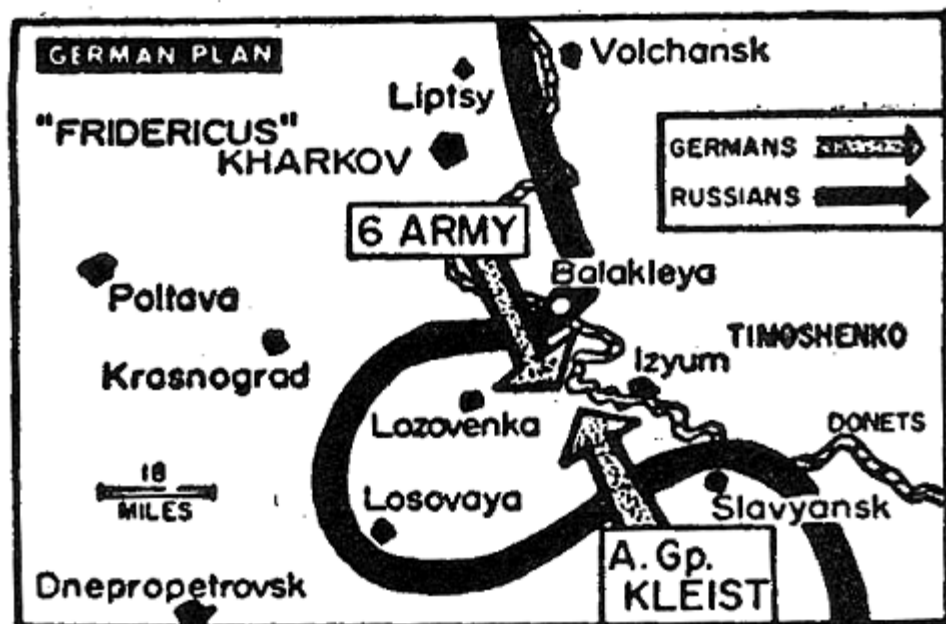 GERMAN PLAN
Volchansk
Liptsy
"FRIDERICUS"
KHARKOV
GERMANS
RUSSIANS
6 ARMY
Balakleya
Poltava
TIMOSHENKO
Krasnograd
Izyum
Lozovenka
DONETS
18
MILES
Losovaya
Slavyansk
A. Gp.
KLEIST
Dnepropetrovsk